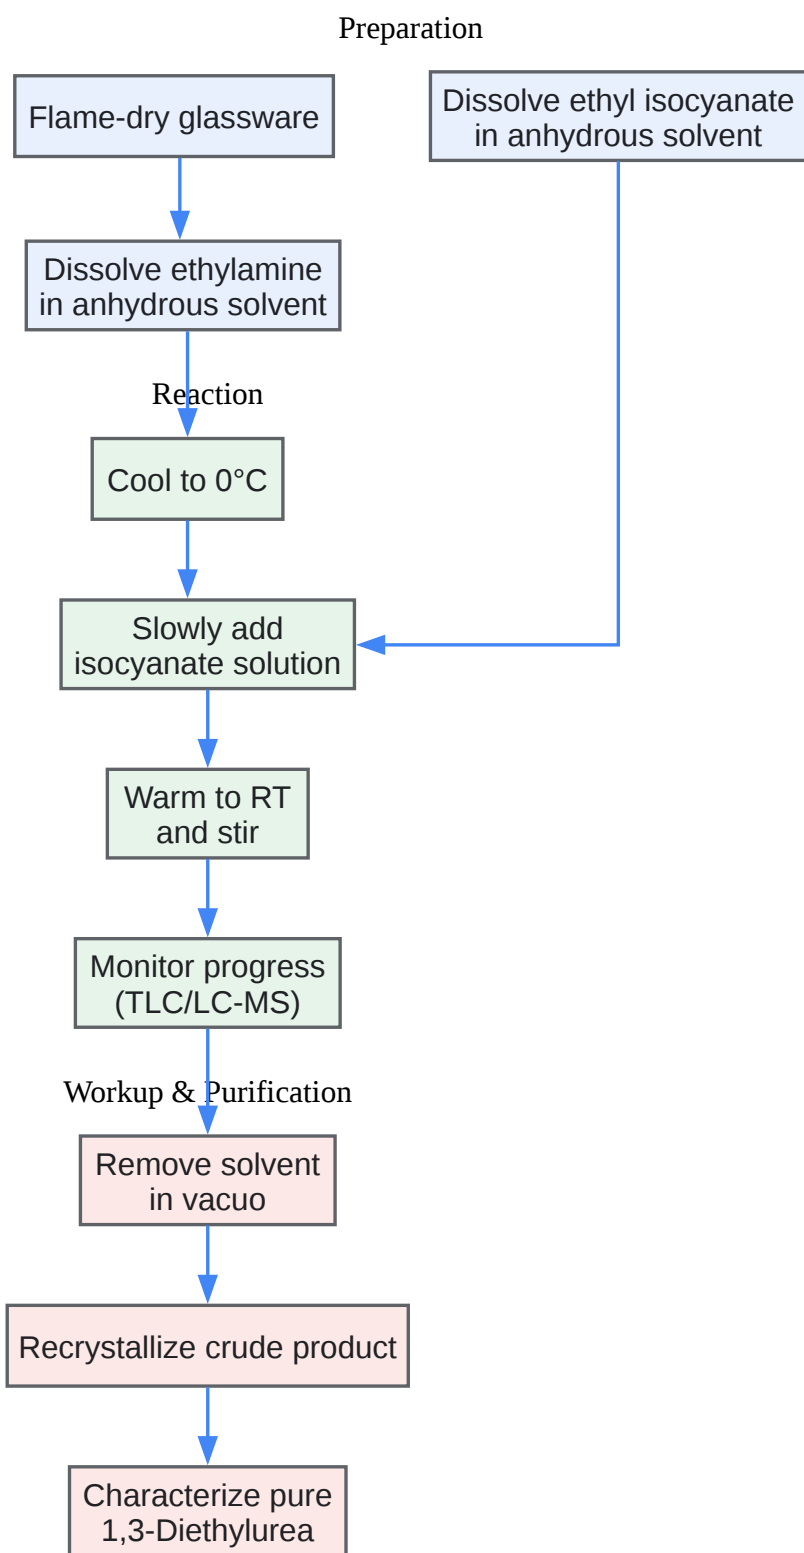 Preparation
Flame-dry glassware
Dissolve ethyl isocyanate
in anhydrous solvent
Dissolve ethylamine
in anhydrous solvent
Reaction
Cool to 0°C
Slowly add
isocyanate solution
Warm to RT
and stir
Monitor progress
(TLC/LC-MS)
Workup & Purification
Remove solvent
in vacuo
Recrystallize crude product
Characterize pure
1,3-Diethylurea